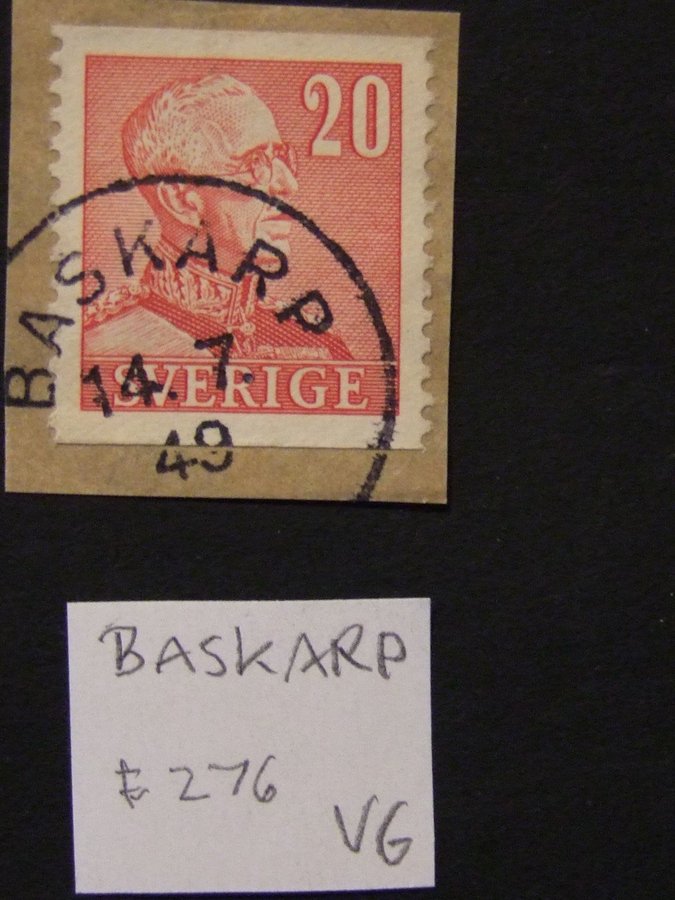 20
BASKARP
14. 7.
SVERIGE
49
BASKARP
F 276
VG